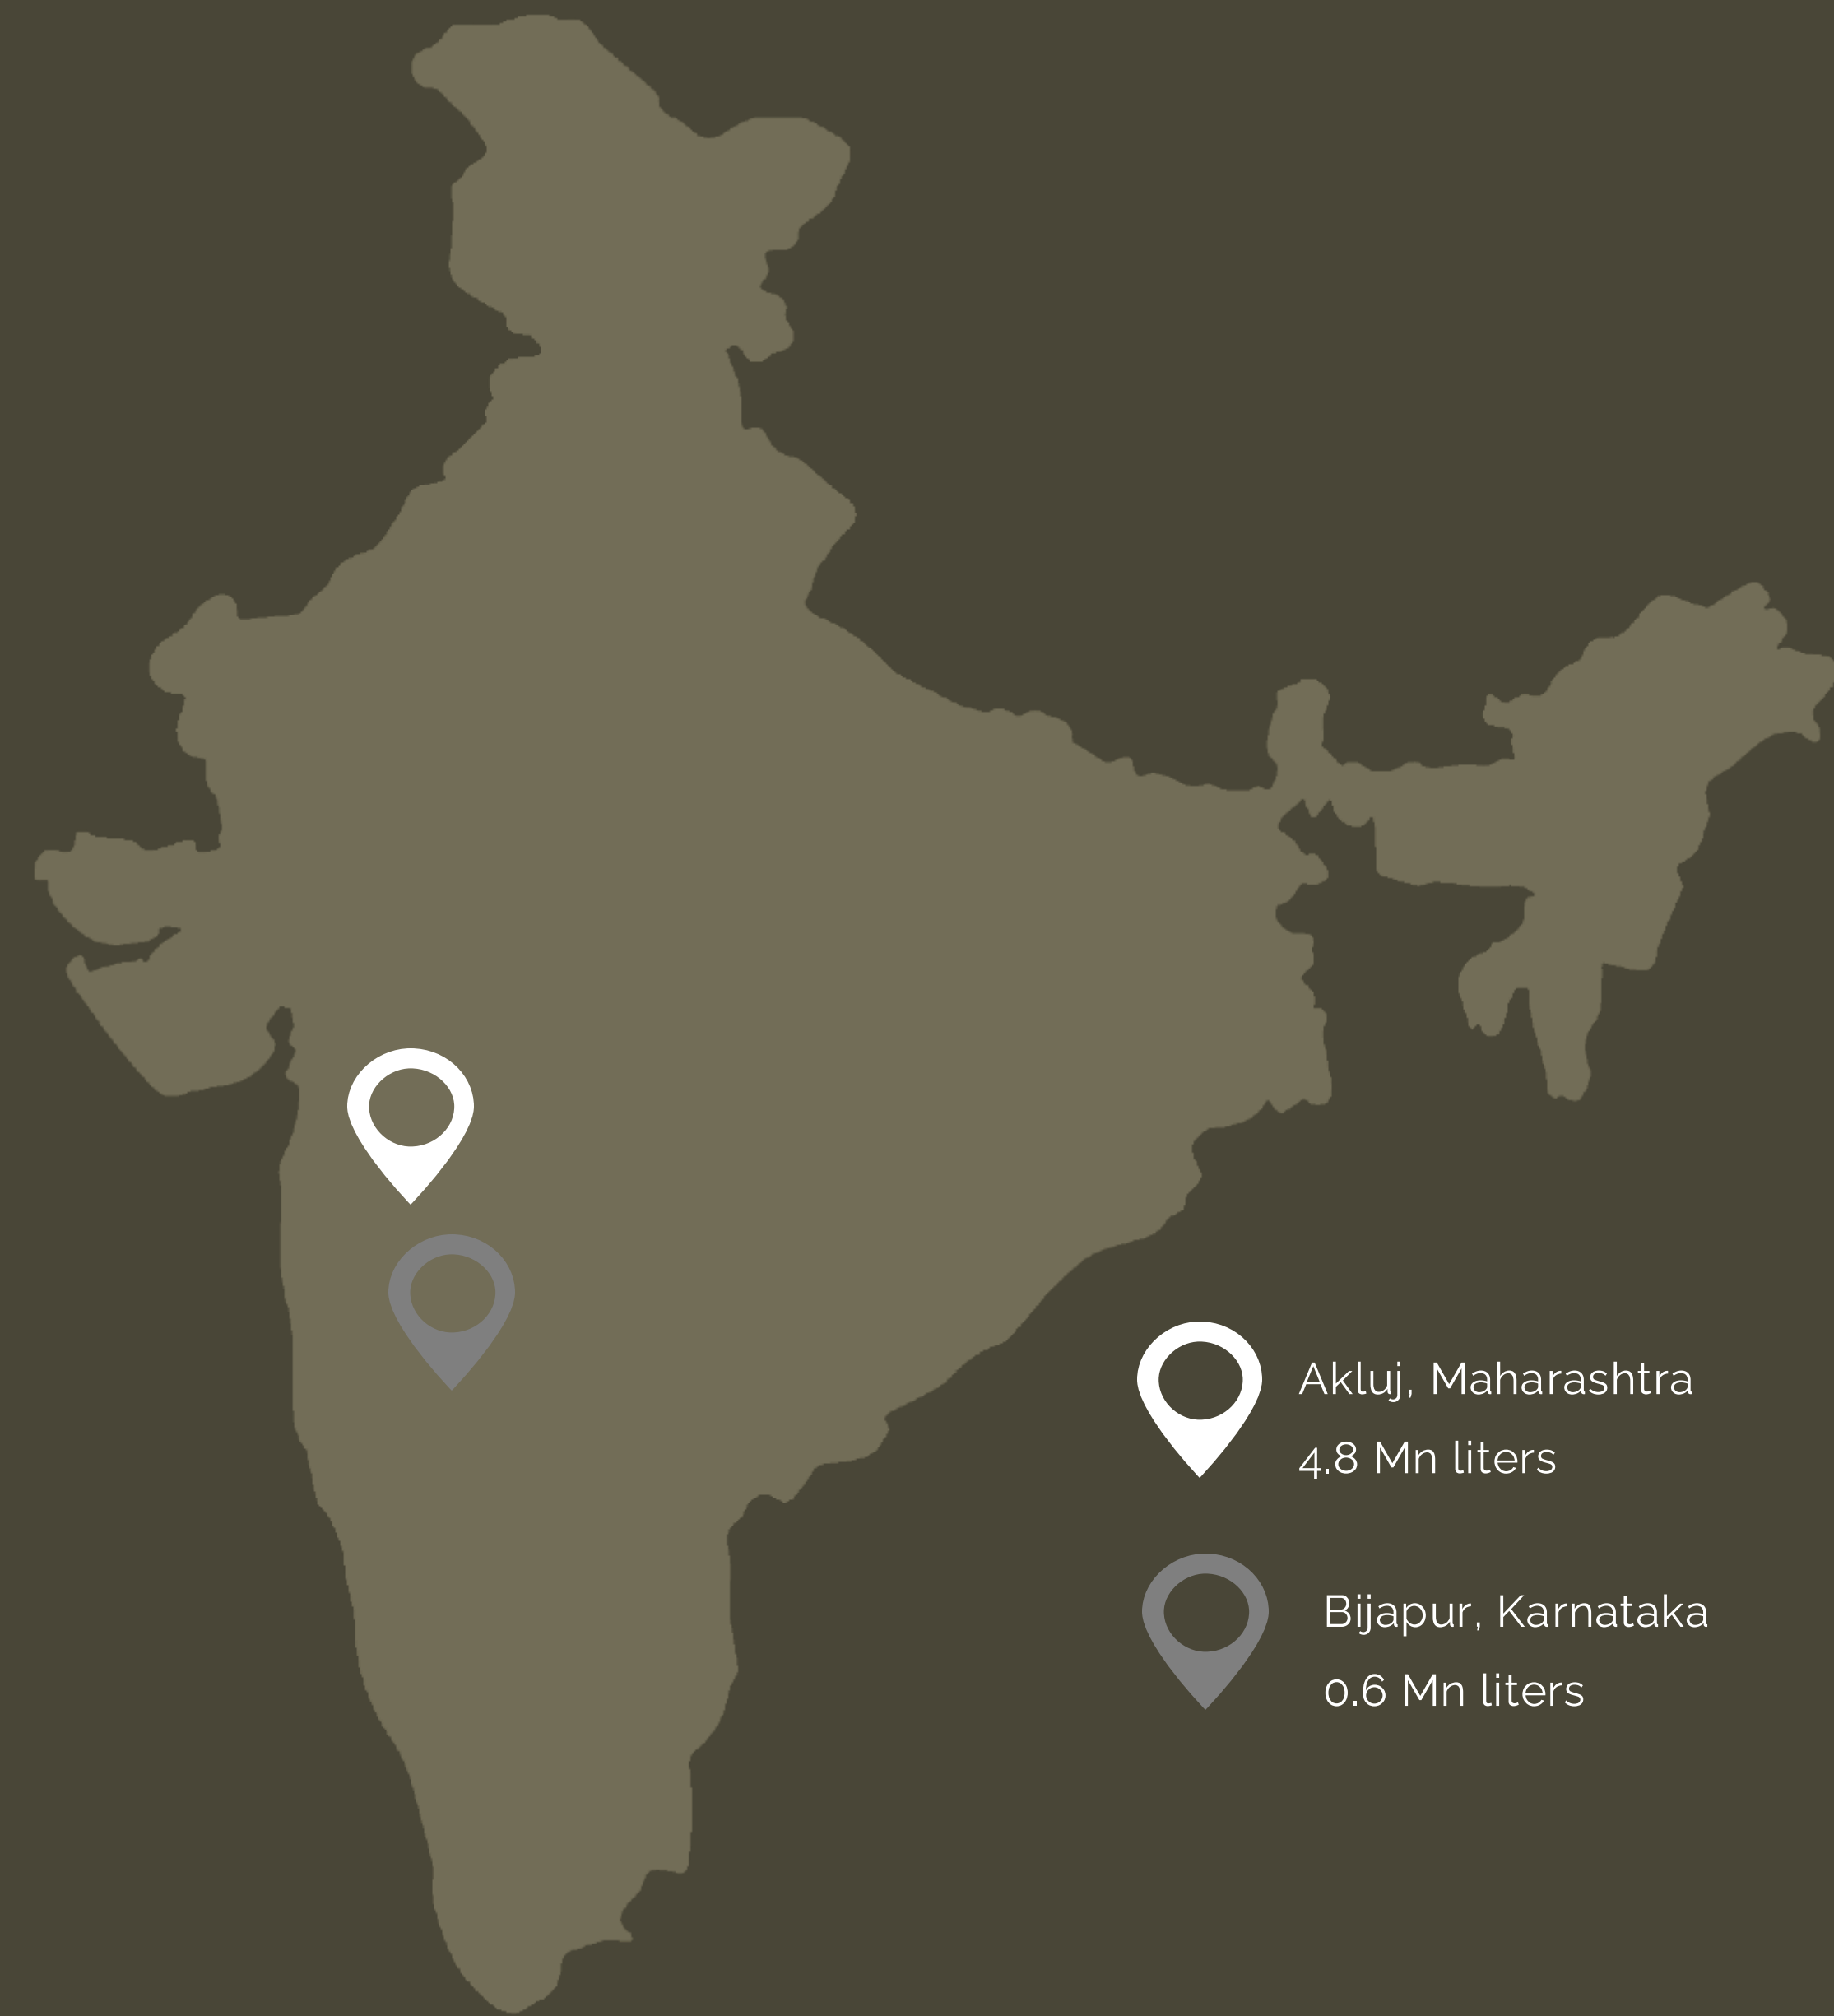 Akluj, Maharashtra
4.8 Mn liters
Bijapur, Karnataka
0.6 Mn liters